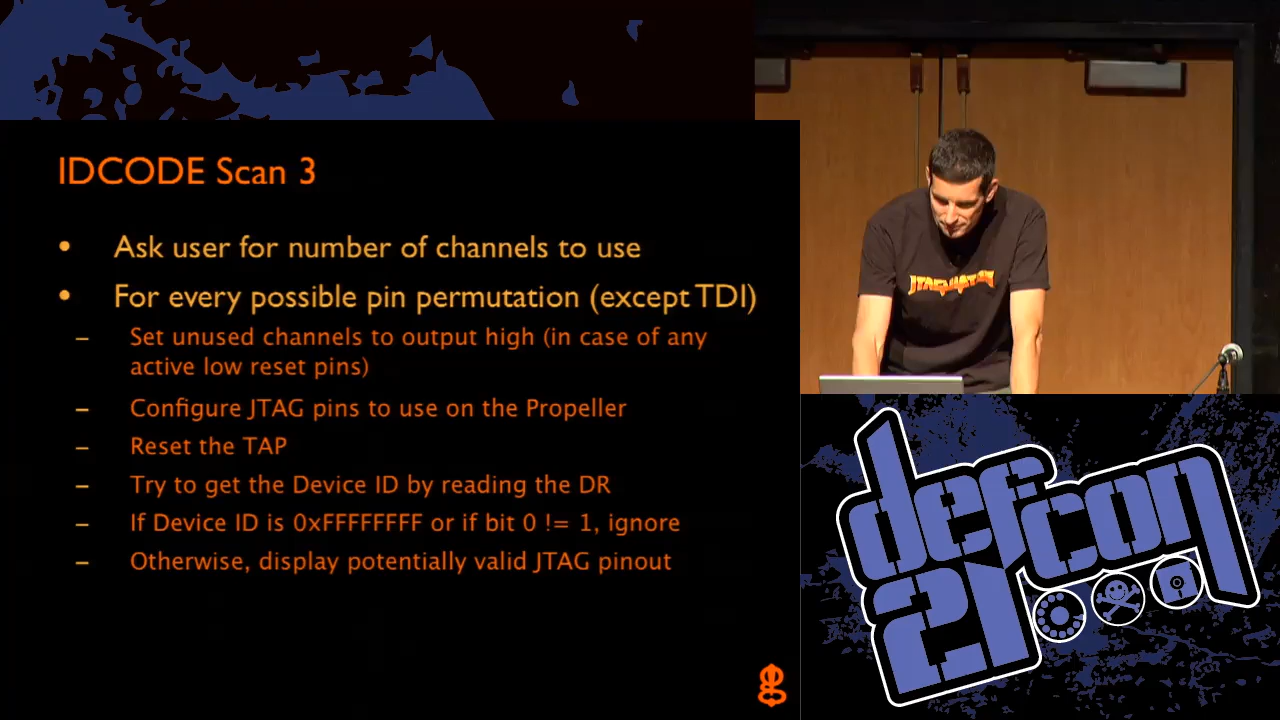 IDCODE Scan 3
• Ask user for number of channels to use
• For every possible pin permutation (except TDI)
– Set unused channels to output high (in case of any
active low reset pins)
– Configure JTAG pins to use on the Propeller
– Reset the TAP
– Try to get the Device ID by reading the DR
– If Device ID is 0xFFFFFFFF or if bit 0 != 1, ignore
– Otherwise, display potentially valid JTAG pinout
JTAGULATOR
defcon
21